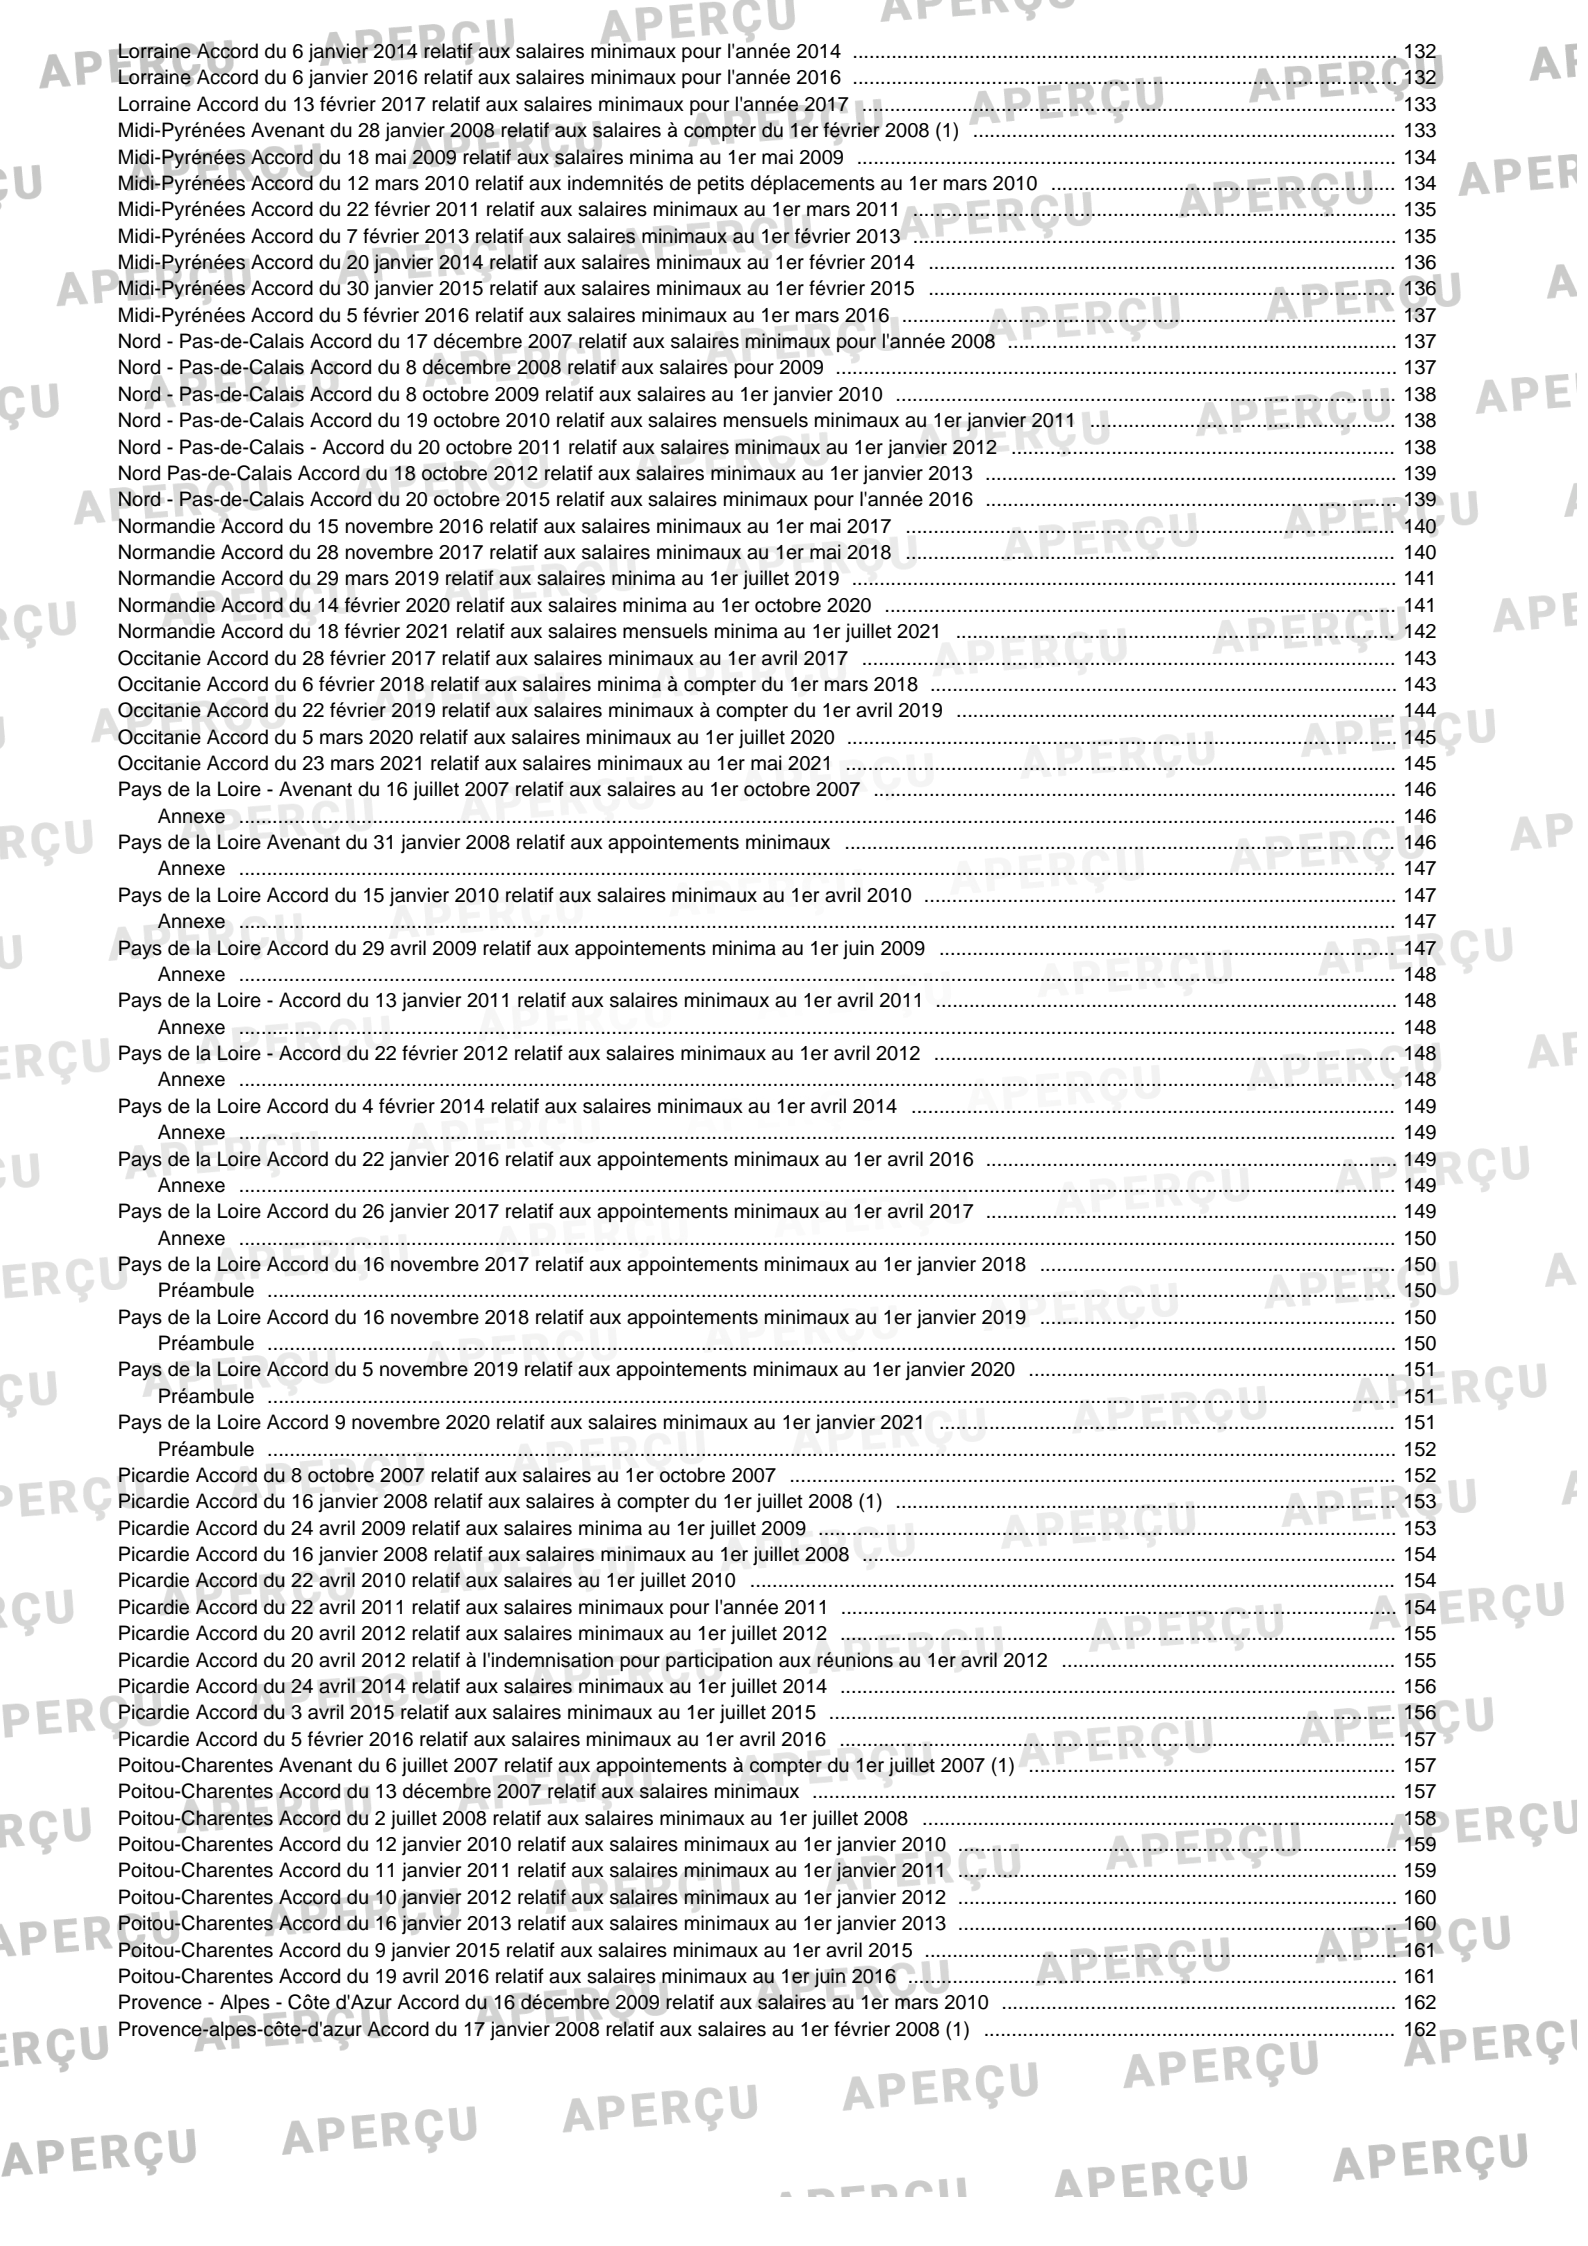 Lorraine Accord du 6 janvier 2014 relatif aux salaires minimaux pour l'année 2014 ........ 132
Lorraine Accord du 6 janvier 2016 relatif aux salaires minimaux pour l'année 2016 ........ 132
Lorraine Accord du 13 février 2017 relatif aux salaires minimaux pour l'année 2017 ........ 133
Midi-Pyrénées Avenant du 28 janvier 2008 relatif aux salaires à compter du 1er février 2008 (1) ........ 133
Midi-Pyrénées Accord du 18 mai 2009 relatif aux salaires minima au 1er mai 2009 ........ 134
Midi-Pyrénées Accord du 12 mars 2010 relatif aux indemnités de petits déplacements au 1er mars 2010 ........ 134
Midi-Pyrénées Accord du 22 février 2011 relatif aux salaires minimaux au 1er mars 2011 ........ 135
Midi-Pyrénées Accord du 7 février 2013 relatif aux salaires minimaux au 1er février 2013 ........ 135
Midi-Pyrénées Accord du 20 janvier 2014 relatif aux salaires minimaux au 1er février 2014 ........ 136
Midi-Pyrénées Accord du 30 janvier 2015 relatif aux salaires minimaux au 1er février 2015 ........ 136
Midi-Pyrénées Accord du 5 février 2016 relatif aux salaires minimaux au 1er mars 2016 ........ 137
Nord - Pas-de-Calais Accord du 17 décembre 2007 relatif aux salaires minimaux pour l'année 2008 ........ 137
Nord - Pas-de-Calais Accord du 8 décembre 2008 relatif aux salaires pour 2009 ........ 137
Nord - Pas-de-Calais Accord du 8 octobre 2009 relatif aux salaires au 1er janvier 2010 ........ 138
Nord - Pas-de-Calais Accord du 19 octobre 2010 relatif aux salaires mensuels minimaux au 1er janvier 2011 ........ 138
Nord - Pas-de-Calais - Accord du 20 octobre 2011 relatif aux salaires minimaux au 1er janvier 2012 ........ 138
Nord Pas-de-Calais Accord du 18 octobre 2012 relatif aux salaires minimaux au 1er janvier 2013 ........ 139
Nord - Pas-de-Calais Accord du 20 octobre 2015 relatif aux salaires minimaux pour l'année 2016 ........ 139
Normandie Accord du 15 novembre 2016 relatif aux salaires minimaux au 1er mai 2017 ........ 140
Normandie Accord du 28 novembre 2017 relatif aux salaires minimaux au 1er mai 2018 ........ 140
Normandie Accord du 29 mars 2019 relatif aux salaires minima au 1er juillet 2019 ........ 141
Normandie Accord du 14 février 2020 relatif aux salaires minima au 1er octobre 2020 ........ 141
Normandie Accord du 18 février 2021 relatif aux salaires mensuels minima au 1er juillet 2021 ........ 142
Occitanie Accord du 28 février 2017 relatif aux salaires minimaux au 1er avril 2017 ........ 143
Occitanie Accord du 6 février 2018 relatif aux salaires minima à compter du 1er mars 2018 ........ 143
Occitanie Accord du 22 février 2019 relatif aux salaires minimaux à compter du 1er avril 2019 ........ 144
Occitanie Accord du 5 mars 2020 relatif aux salaires minimaux au 1er juillet 2020 ........ 145
Occitanie Accord du 23 mars 2021 relatif aux salaires minimaux au 1er mai 2021 ........ 145
Pays de la Loire - Avenant du 16 juillet 2007 relatif aux salaires au 1er octobre 2007 ........ 146
Annexe ........ 146
Pays de la Loire Avenant du 31 janvier 2008 relatif aux appointements minimaux ........ 146
Annexe ........ 147
Pays de la Loire Accord du 15 janvier 2010 relatif aux salaires minimaux au 1er avril 2010 ........ 147
Annexe ........ 147
Pays de la Loire Accord du 29 avril 2009 relatif aux appointements minima au 1er juin 2009 ........ 147
Annexe ........ 148
Pays de la Loire - Accord du 13 janvier 2011 relatif aux salaires minimaux au 1er avril 2011 ........ 148
Annexe ........ 148
Pays de la Loire - Accord du 22 février 2012 relatif aux salaires minimaux au 1er avril 2012 ........ 148
Annexe ........ 148
Pays de la Loire Accord du 4 février 2014 relatif aux salaires minimaux au 1er avril 2014 ........ 149
Annexe ........ 149
Pays de la Loire Accord du 22 janvier 2016 relatif aux appointements minimaux au 1er avril 2016 ........ 149
Annexe ........ 149
Pays de la Loire Accord du 26 janvier 2017 relatif aux appointements minimaux au 1er avril 2017 ........ 149
Annexe ........ 150
Pays de la Loire Accord du 16 novembre 2017 relatif aux appointements minimaux au 1er janvier 2018 ........ 150
Préambule ........ 150
Pays de la Loire Accord du 16 novembre 2018 relatif aux appointements minimaux au 1er janvier 2019 ........ 150
Préambule ........ 150
Pays de la Loire Accord du 5 novembre 2019 relatif aux appointements minimaux au 1er janvier 2020 ........ 151
Préambule ........ 151
Pays de la Loire Accord 9 novembre 2020 relatif aux salaires minimaux au 1er janvier 2021 ........ 151
Préambule ........ 152
Picardie Accord du 8 octobre 2007 relatif aux salaires au 1er octobre 2007 ........ 152
Picardie Accord du 16 janvier 2008 relatif aux salaires à compter du 1er juillet 2008 (1) ........ 153
Picardie Accord du 24 avril 2009 relatif aux salaires minima au 1er juillet 2009 ........ 153
Picardie Accord du 16 janvier 2008 relatif aux salaires minimaux au 1er juillet 2008 ........ 154
Picardie Accord du 22 avril 2010 relatif aux salaires au 1er juillet 2010 ........ 154
Picardie Accord du 22 avril 2011 relatif aux salaires minimaux pour l'année 2011 ........ 154
Picardie Accord du 20 avril 2012 relatif aux salaires minimaux au 1er juillet 2012 ........ 155
Picardie Accord du 20 avril 2012 relatif à l'indemnisation pour participation aux réunions au 1er avril 2012 ........ 155
Picardie Accord du 24 avril 2014 relatif aux salaires minimaux au 1er juillet 2014 ........ 156
Picardie Accord du 3 avril 2015 relatif aux salaires minimaux au 1er juillet 2015 ........ 156
Picardie Accord du 5 février 2016 relatif aux salaires minimaux au 1er avril 2016 ........ 157
Poitou-Charentes Avenant du 6 juillet 2007 relatif aux appointements à compter du 1er juillet 2007 (1) ........ 157
Poitou-Charentes Accord du 13 décembre 2007 relatif aux salaires minimaux ........ 157
Poitou-Charentes Accord du 2 juillet 2008 relatif aux salaires minimaux au 1er juillet 2008 ........ 158
Poitou-Charentes Accord du 12 janvier 2010 relatif aux salaires minimaux au 1er janvier 2010 ........ 159
Poitou-Charentes Accord du 11 janvier 2011 relatif aux salaires minimaux au 1er janvier 2011 ........ 159
Poitou-Charentes Accord du 10 janvier 2012 relatif aux salaires minimaux au 1er janvier 2012 ........ 160
Poitou-Charentes Accord du 16 janvier 2013 relatif aux salaires minimaux au 1er janvier 2013 ........ 160
Poitou-Charentes Accord du 9 janvier 2015 relatif aux salaires minimaux au 1er avril 2015 ........ 161
Poitou-Charentes Accord du 19 avril 2016 relatif aux salaires minimaux au 1er juin 2016 ........ 161
Provence - Alpes - Côte d'Azur Accord du 16 décembre 2009 relatif aux salaires au 1er mars 2010 ........ 162
Provence-alpes-côte-d'azur Accord du 17 janvier 2008 relatif aux salaires au 1er février 2008 (1) ........ 162
APERÇU